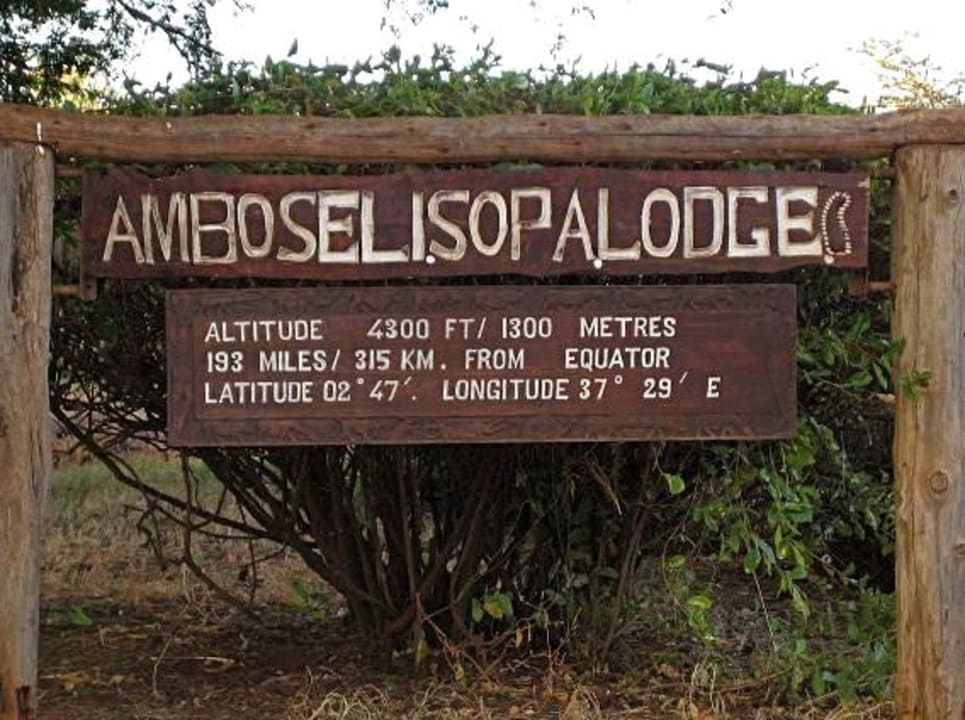 AMBOSELI.SOPA.LODGE.
ALTITUDE 4300 FT/ 1300 METRES
193 MILES/ 315 KM. FROM EQUATOR
LATITUDE 02°47′. LONGITUDE 37° 29′ E